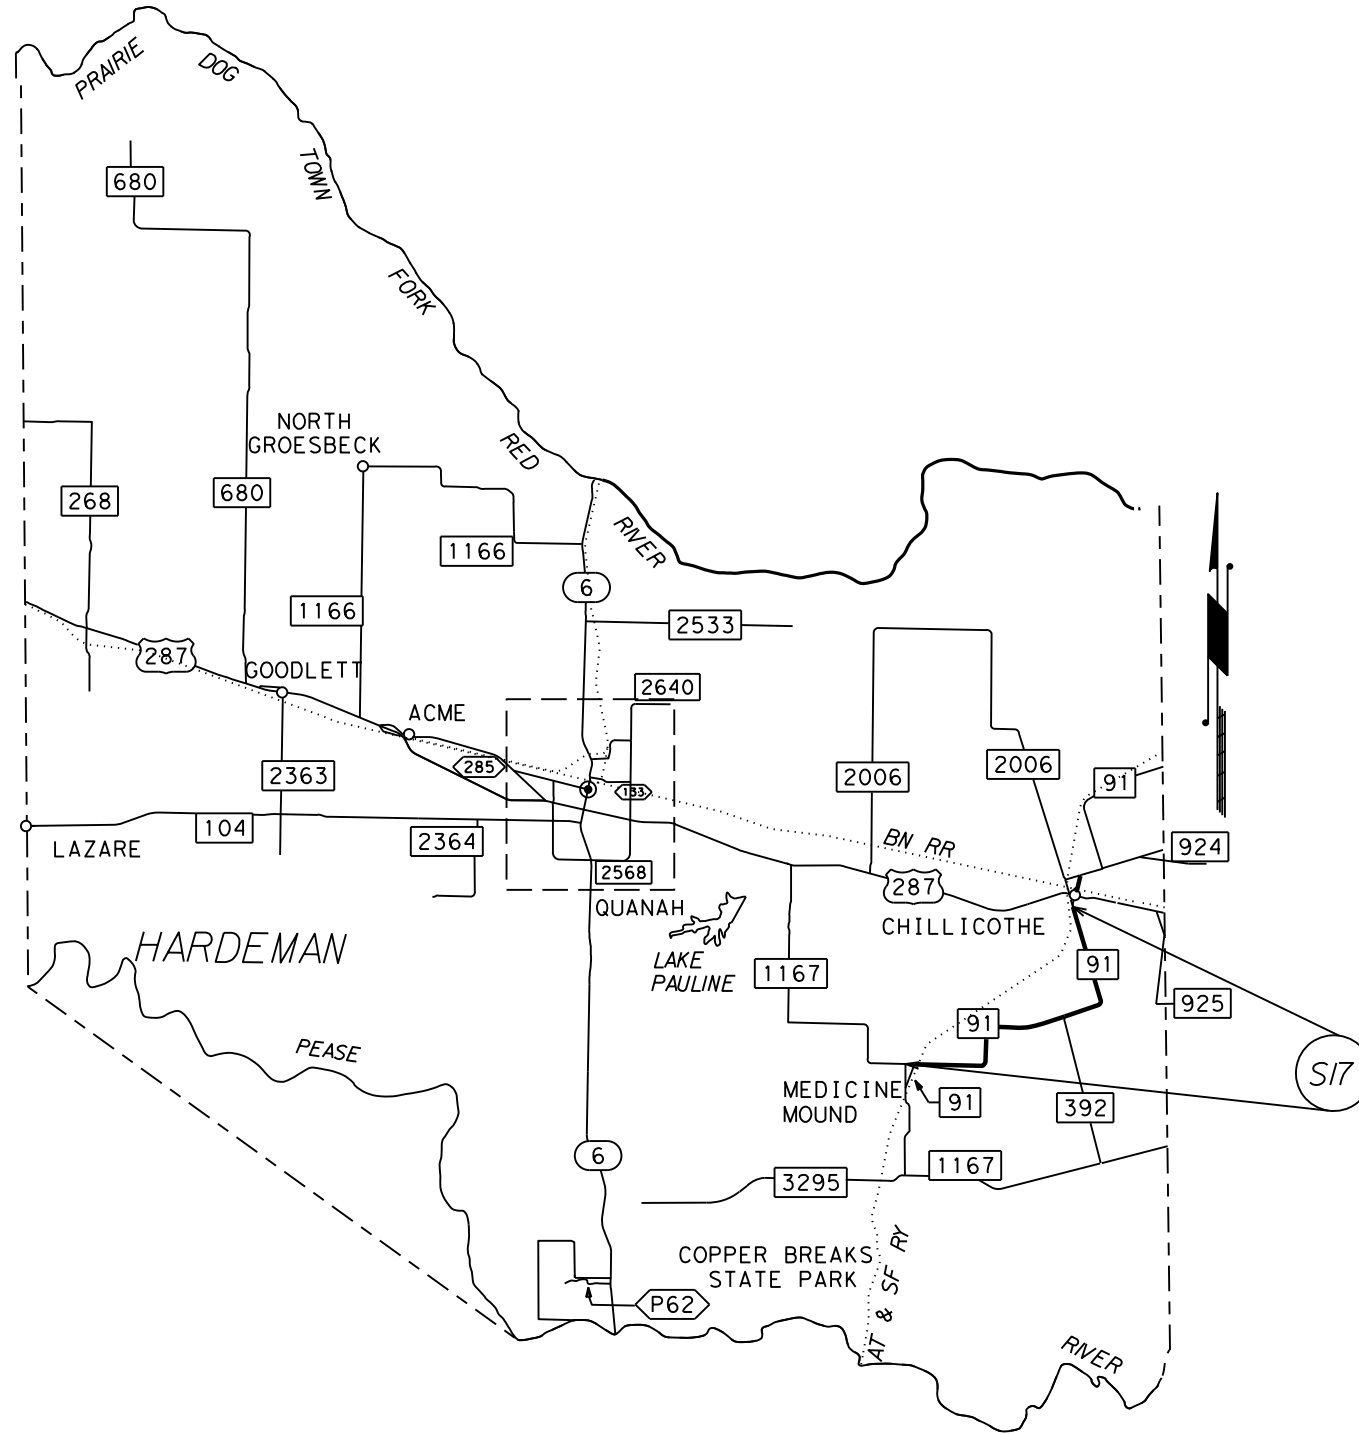 PRAIRIE
DOG
TOWN
FORK
RED
RIVER
680
NORTH
GROESBECK
268
680
1166
1166
6
2533
287
GOODLETT
2640
ACME
285
2363
133
2006
2006
91
104
LAZARE
2364
BN RR
924
2568
287
QUANAH
CHILLICOTHE
HARDEMAN
LAKE
PAULINE
1167
91
925
91
PEASE
S17
MEDICINE
MOUND
91
392
6
1167
3295
COPPER BREAKS
STATE PARK
P62
AT & SF RY
RIVER